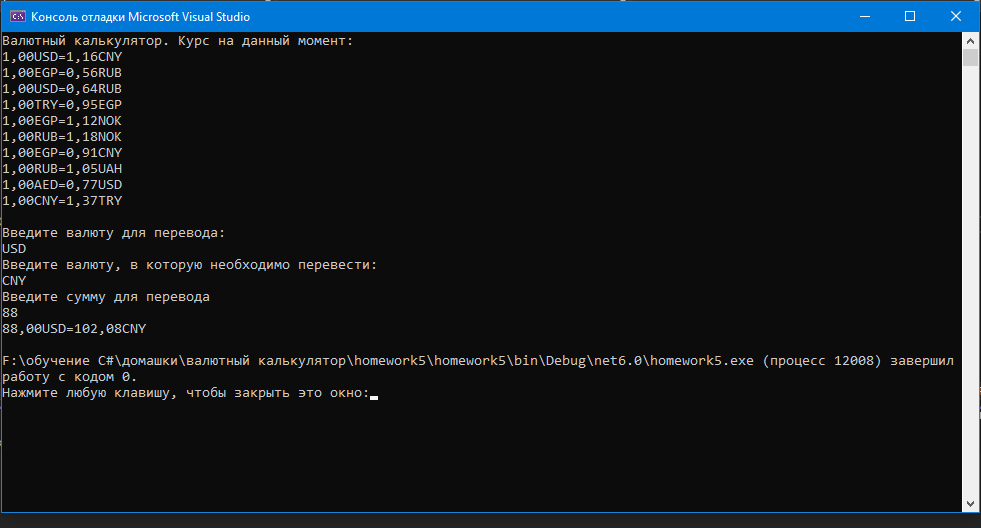 Консоль отладки Microsoft Visual Studio
Валютный калькулятор. Курс на данный момент:
1,00USD=1,16CNY
1,00EGP=0,56RUB
1,00USD=0,64RUB
1,00TRY=0,95EGP
1,00EGP=1,12NOK
1,00RUB=1,18NOK
1,00EGP=0,91CNY
1,00RUB=1,05UAH
1,00AED=0,77USD
1,00CNY=1,37TRY
Введите валюту для перевода:
USD
Введите валюту, в которую необходимо перевести:
CNY
Введите сумму для перевода
88
88,00USD=102,08CNY
F:\обучение C#\домашки\валютный калькулятор\homework5\homework5\bin\Debug\net6.0\homework5.exe (процесс 12008) завершил
работу с кодом 0.
Нажмите любую клавишу, чтобы закрыть это окно: